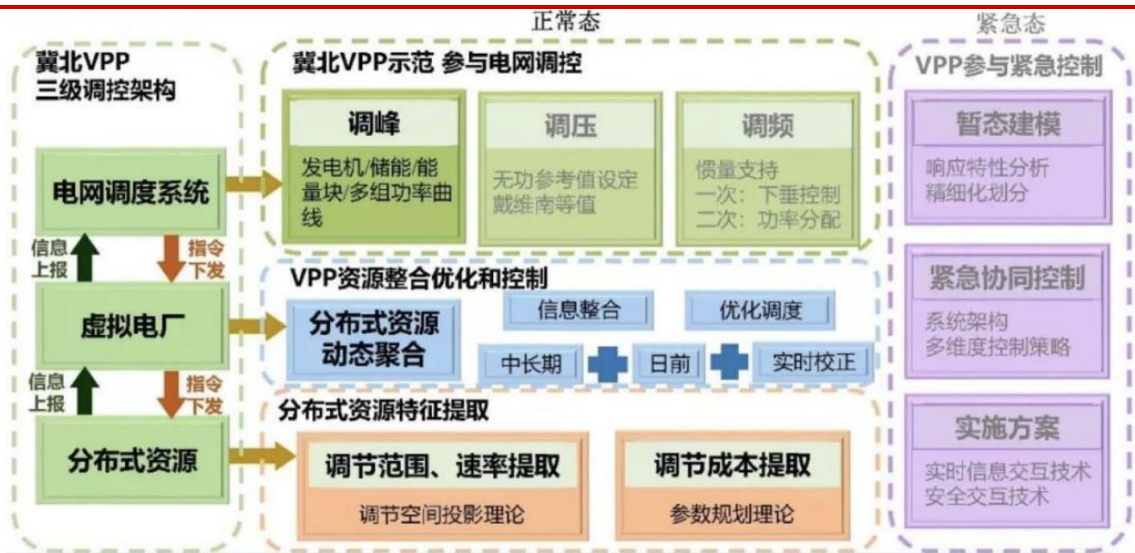 正常态
紧急态
冀北VPP
三级调控架构
电网调度系统
信息
上报
指令
下发
虚拟电厂
信息
上报
指令
下发
分布式资源
冀北VPP示范 参与电网调控
调峰
发电机/储能/能
量块/多组功率曲
线
调压
无功参考值设定
戴维南等值
调频
惯量支持
一次：下垂控制
二次：功率分配
VPP资源整合优化和控制
分布式资源
动态聚合
信息整合
优化调度
中长期
日前
实时校正
分布式资源特征提取
调节范围、速率提取
调节空间投影理论
调节成本提取
参数规划理论
VPP参与紧急控制
暂态建模
响应特性分析
精细化划分
紧急协同控制
系统架构
多维度控制策略
实施方案
实时信息交互技术
安全交互技术